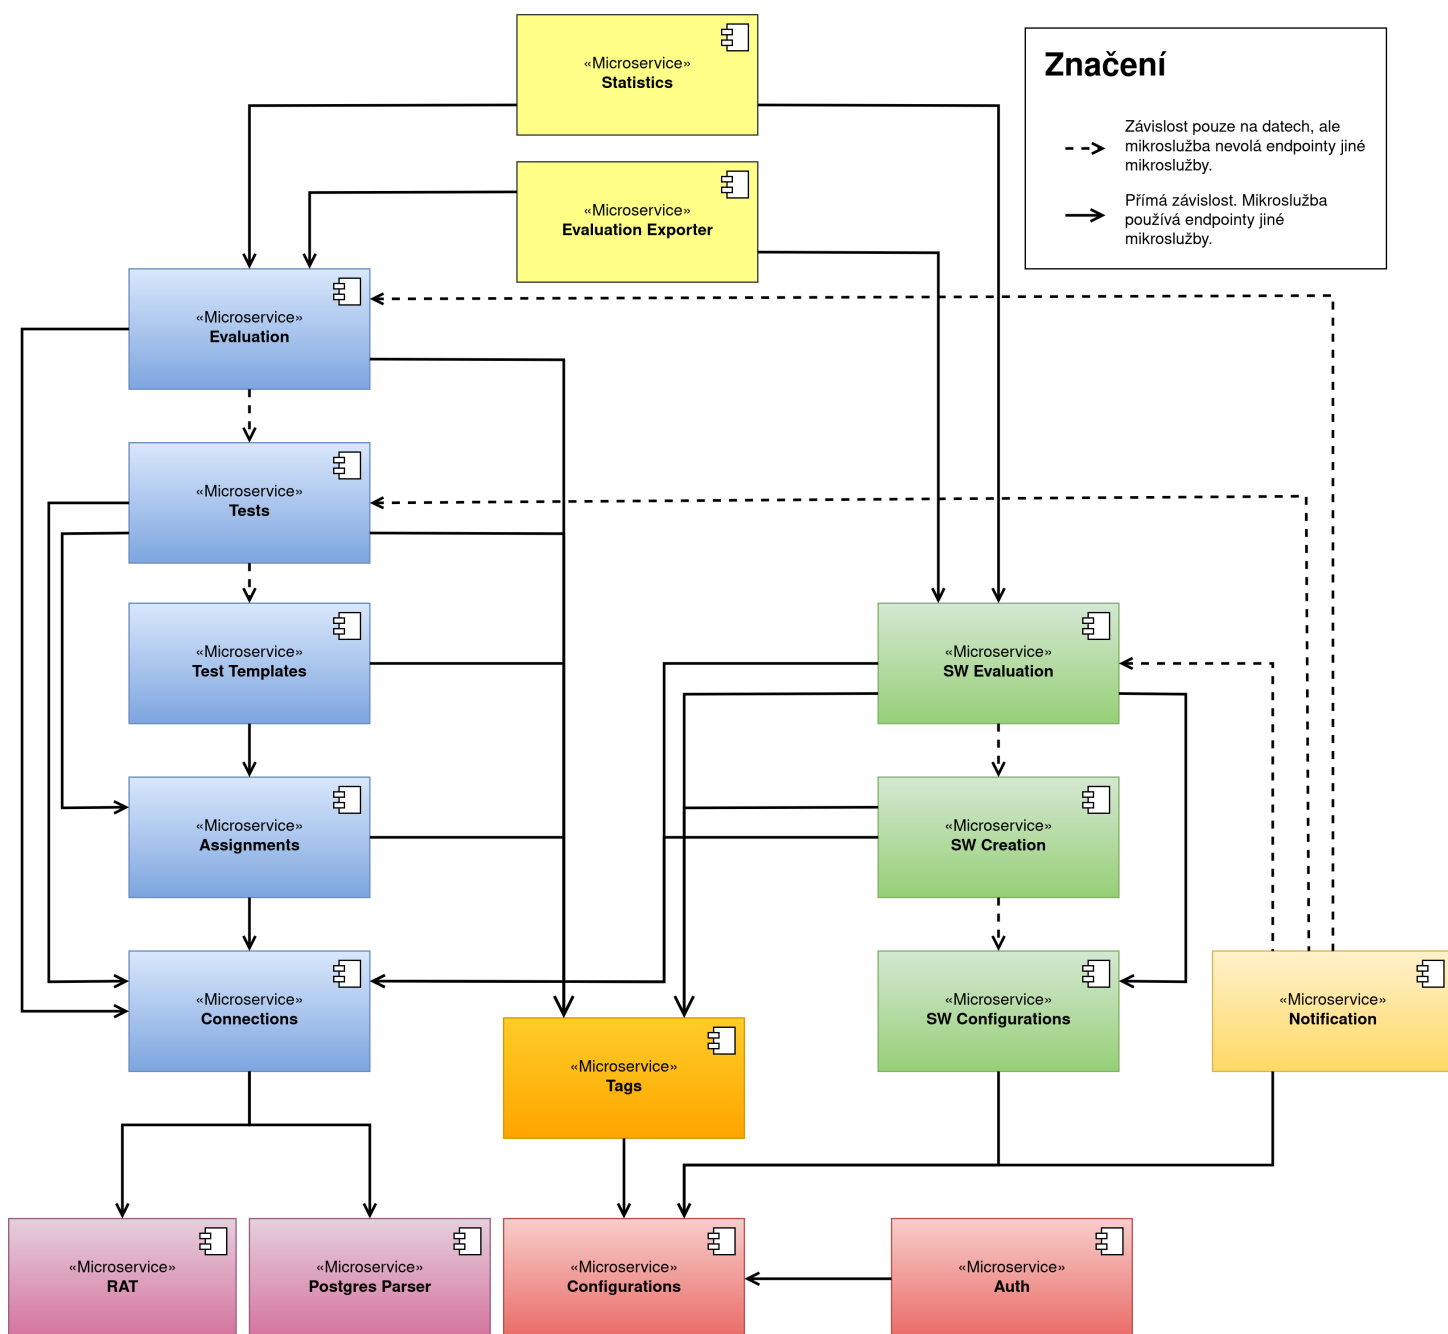 «Microservice»
Statistics
Značení
Závislost pouze na datech, ale
mikroslužba nevolá endpointy jiné
mikroslužby.
Přímá závislost. Mikroslužba
používá endpointy jiné
mikroslužby.
«Microservice»
Evaluation Exporter
«Microservice»
Evaluation
«Microservice»
Tests
«Microservice»
Test Templates
«Microservice»
SW Evaluation
«Microservice»
Assignments
«Microservice»
SW Creation
«Microservice»
Connections
«Microservice»
SW Configurations
«Microservice»
Notification
«Microservice»
Tags
«Microservice»
RAT
«Microservice»
Postgres Parser
«Microservice»
Configurations
«Microservice»
Auth